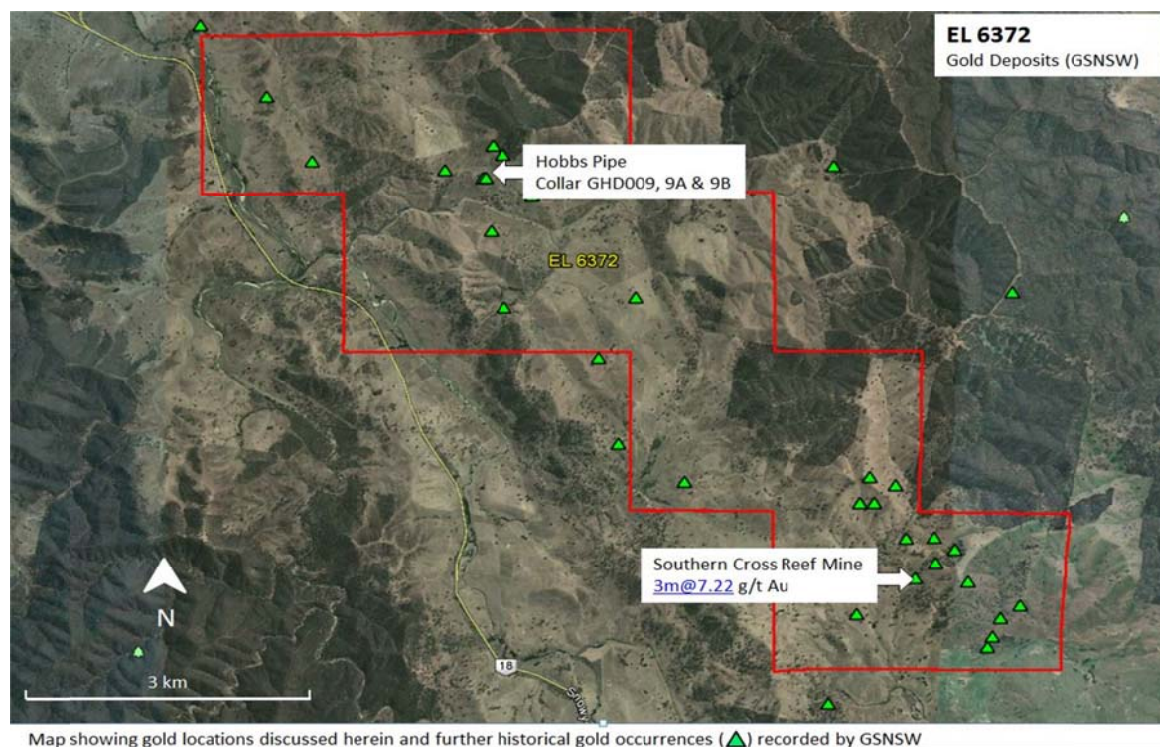 EL 6372
Gold Deposits (GSNSW)
Hobbs Pipe
Collar GHD009, 9A & 9B
EL 6372
Southern Cross Reef Mine
3m@7.22 g/t Au
N
18
Snowy
3 km
Map showing gold locations discussed herein and further historical gold occurrences (▲) recorded by GSNSW